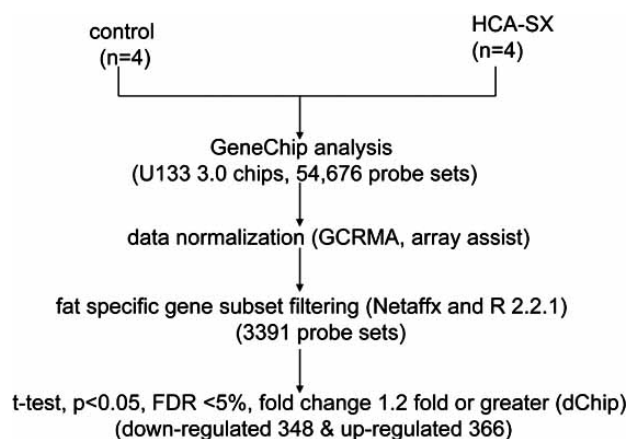 control
(n=4)
HCA-SX
(n=4)
GeneChip analysis
(U133 3.0 chips, 54,676 probe sets)
data normalization (GCRMA, array assist)
fat specific gene subset filtering (Netaffx and R 2.2.1)
(3391 probe sets)
t-test, p<0.05, FDR <5%, fold change 1.2 fold or greater (dChip)
(down-regulated 348 & up-regulated 366)